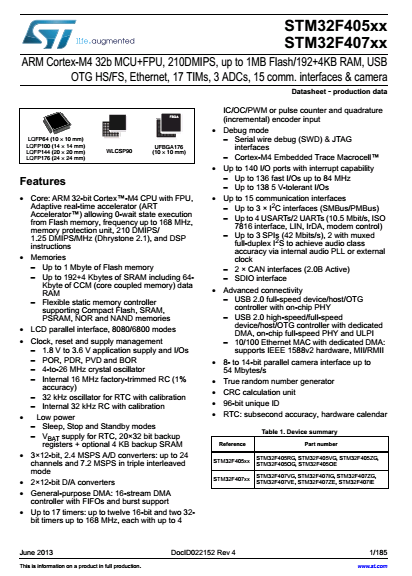 STM32F405xx
STM32F407xx
life.augmented
ARM Cortex-M4 32b MCU+FPU, 210DMIPS, up to 1MB Flash/192+4KB RAM, USB
OTG HS/FS, Ethernet, 17 TIMs, 3 ADCs, 15 comm. interfaces & camera
Datasheet - production data
LQFP64 (10 × 10 mm)
LQFP100 (14 × 14 mm)
LQFP144 (20 × 20 mm)
LQFP176 (24 × 24 mm)
WLCSP90
FBGA
UFBGA176
(10 × 10 mm)
Features
• Core: ARM 32-bit Cortex™-M4 CPU with FPU,
Adaptive real-time accelerator (ART
Accelerator™) allowing 0-wait state execution
from Flash memory, frequency up to 168 MHz,
memory protection unit, 210 DMIPS/
1.25 DMIPS/MHz (Dhrystone 2.1), and DSP
instructions
• Memories
– Up to 1 Mbyte of Flash memory
– Up to 192+4 Kbytes of SRAM including 64-
Kbyte of CCM (core coupled memory) data
RAM
– Flexible static memory controller
supporting Compact Flash, SRAM,
PSRAM, NOR and NAND memories
• LCD parallel interface, 8080/6800 modes
• Clock, reset and supply management
– 1.8 V to 3.6 V application supply and I/Os
– POR, PDR, PVD and BOR
– 4-to-26 MHz crystal oscillator
– Internal 16 MHz factory-trimmed RC (1%
accuracy)
– 32 kHz oscillator for RTC with calibration
– Internal 32 kHz RC with calibration
• Low power
– Sleep, Stop and Standby modes
– VBAT supply for RTC, 20×32 bit backup
registers + optional 4 KB backup SRAM
• 3×12-bit, 2.4 MSPS A/D converters: up to 24
channels and 7.2 MSPS in triple interleaved
mode
• 2×12-bit D/A converters
• General-purpose DMA: 16-stream DMA
controller with FIFOs and burst support
• Up to 17 timers: up to twelve 16-bit and two 32-
bit timers up to 168 MHz, each with up to 4
IC/OC/PWM or pulse counter and quadrature
(incremental) encoder input
• Debug mode
– Serial wire debug (SWD) & JTAG
interfaces
– Cortex-M4 Embedded Trace Macrocell™
• Up to 140 I/O ports with interrupt capability
– Up to 136 fast I/Os up to 84 MHz
– Up to 138 5 V-tolerant I/Os
• Up to 15 communication interfaces
– Up to 3 × I2C interfaces (SMBus/PMBus)
– Up to 4 USARTs/2 UARTs (10.5 Mbit/s, ISO
7816 interface, LIN, IrDA, modem control)
– Up to 3 SPIs (42 Mbits/s), 2 with muxed
full-duplex I2S to achieve audio class
accuracy via internal audio PLL or external
clock
– 2 × CAN interfaces (2.0B Active)
– SDIO interface
• Advanced connectivity
– USB 2.0 full-speed device/host/OTG
controller with on-chip PHY
– USB 2.0 high-speed/full-speed
device/host/OTG controller with dedicated
DMA, on-chip full-speed PHY and ULPI
– 10/100 Ethernet MAC with dedicated DMA:
supports IEEE 1588v2 hardware, MII/RMII
• 8- to 14-bit parallel camera interface up to
54 Mbytes/s
• True random number generator
• CRC calculation unit
• 96-bit unique ID
• RTC: subsecond accuracy, hardware calendar
Table 1. Device summary
Reference Part number
STM32F405xx STM32F405RG, STM32F405VG, STM32F405ZG,
STM32F405OG, STM32F405OE
STM32F407xx STM32F407VG, STM32F407IG, STM32F407ZG,
STM32F407VE, STM32F407ZE, STM32F407IE
June 2013 DocID022152 Rev 4 1/185
This is information on a product in full production. www.st.com